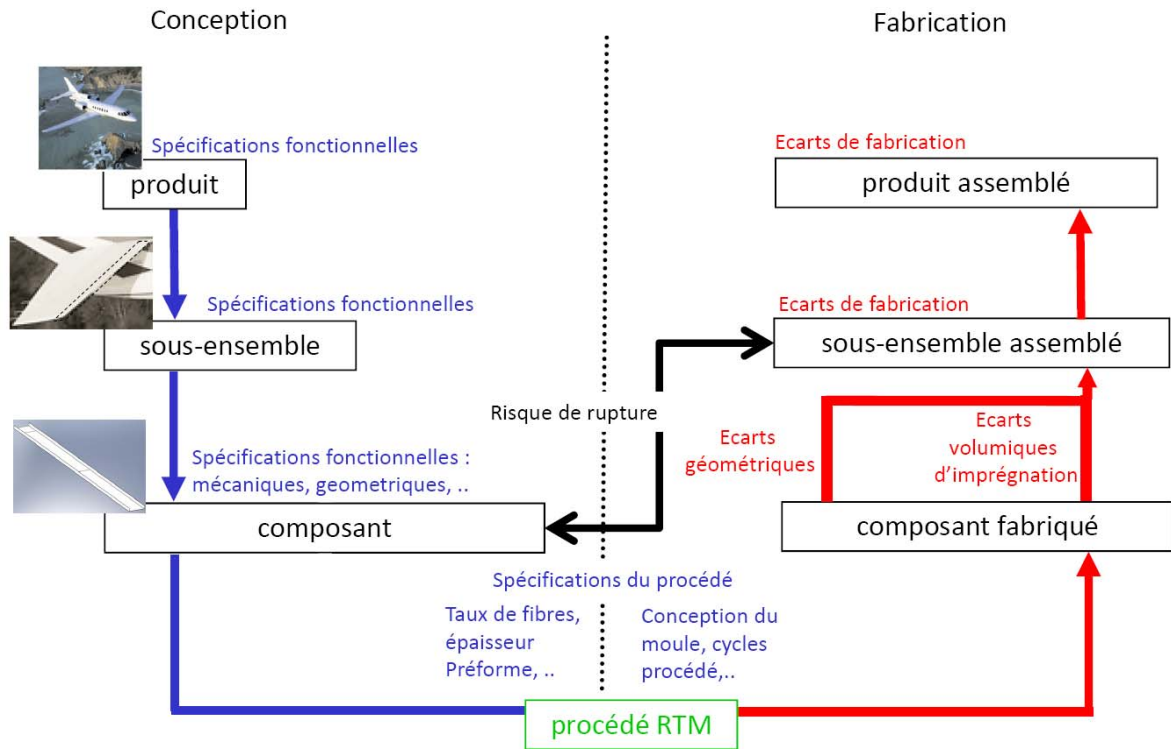 Conception
Fabrication
Spécifications fonctionnelles
produit
Ecarts de fabrication
produit assemblé
Spécifications fonctionnelles
sous-ensemble
Ecarts de fabrication
sous-ensemble assemblé
Risque de rupture
Ecarts
géométriques
Ecarts
volumiques
d’imprégnation
Spécifications fonctionnelles :
mécaniques, geometriques, ..
composant
composant fabriqué
Spécifications du procédé
Taux de fibres,
épaisseur
Préforme, ..
Conception du
moule, cycles
procédé,..
procédé RTM